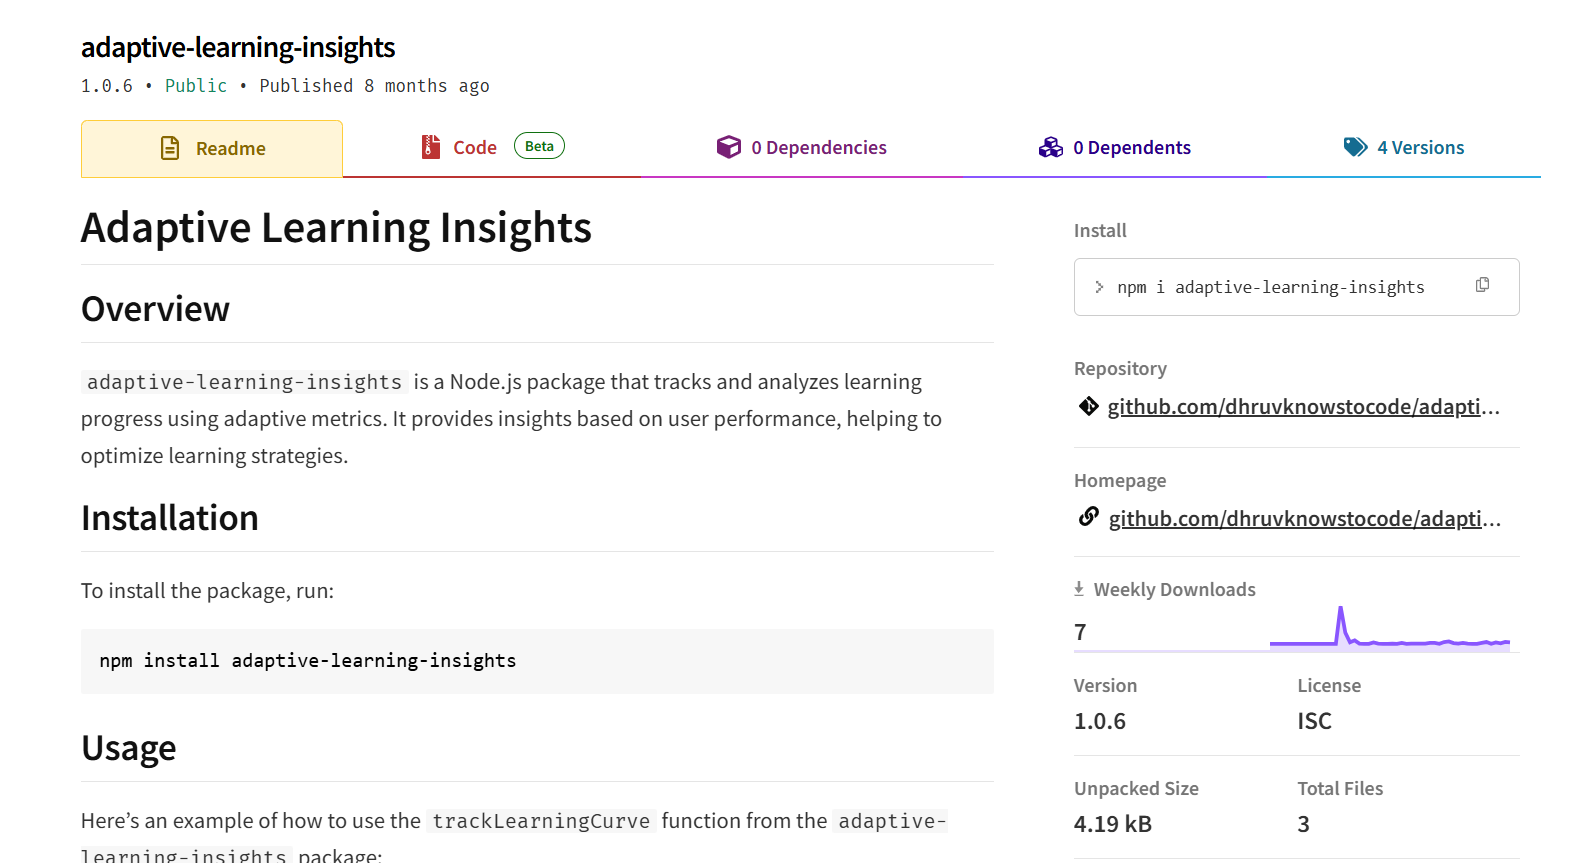 adaptive-learning-insights
1.0.6 • Public • Published 8 months ago
Readme
Code Beta
0 Dependencies
0 Dependents
4 Versions
Adaptive Learning Insights
Overview
adaptive-learning-insights is a Node.js package that tracks and analyzes learning
progress using adaptive metrics. It provides insights based on user performance, helping to
optimize learning strategies.
Installation
To install the package, run:
npm install adaptive-learning-insights
Usage
Here’s an example of how to use the trackLearningCurve function from the adaptive-
learning-insights package:
Install
> npm i adaptive-learning-insights
Repository
github.com/dhruvknowstocode/adapti...
Homepage
github.com/dhruvknowstocode/adapti...
Weekly Downloads
7
Version
1.0.6
License
ISC
Unpacked Size
4.19 kB
Total Files
3